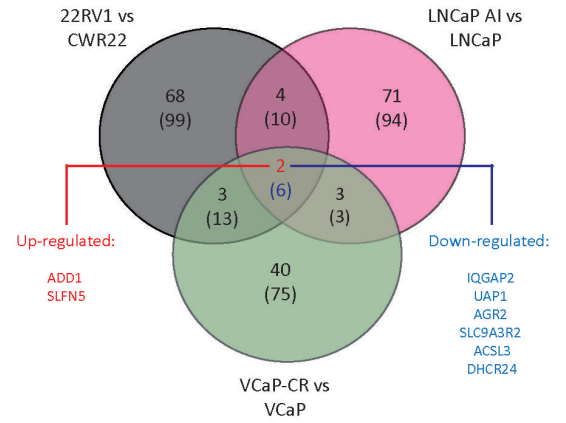 22RV1 vs
CWR22
LNCaP AI vs
LNCaP
68
(99)
4
(10)
71
(94)
2
(6)
3
(13)
3
(3)
Up-regulated:
ADD1
SLFN5
Down-regulated:
IQGAP2
UAP1
AGR2
SLC9A3R2
ACSL3
DHCR24
40
(75)
VCaP-CR vs
VCaP